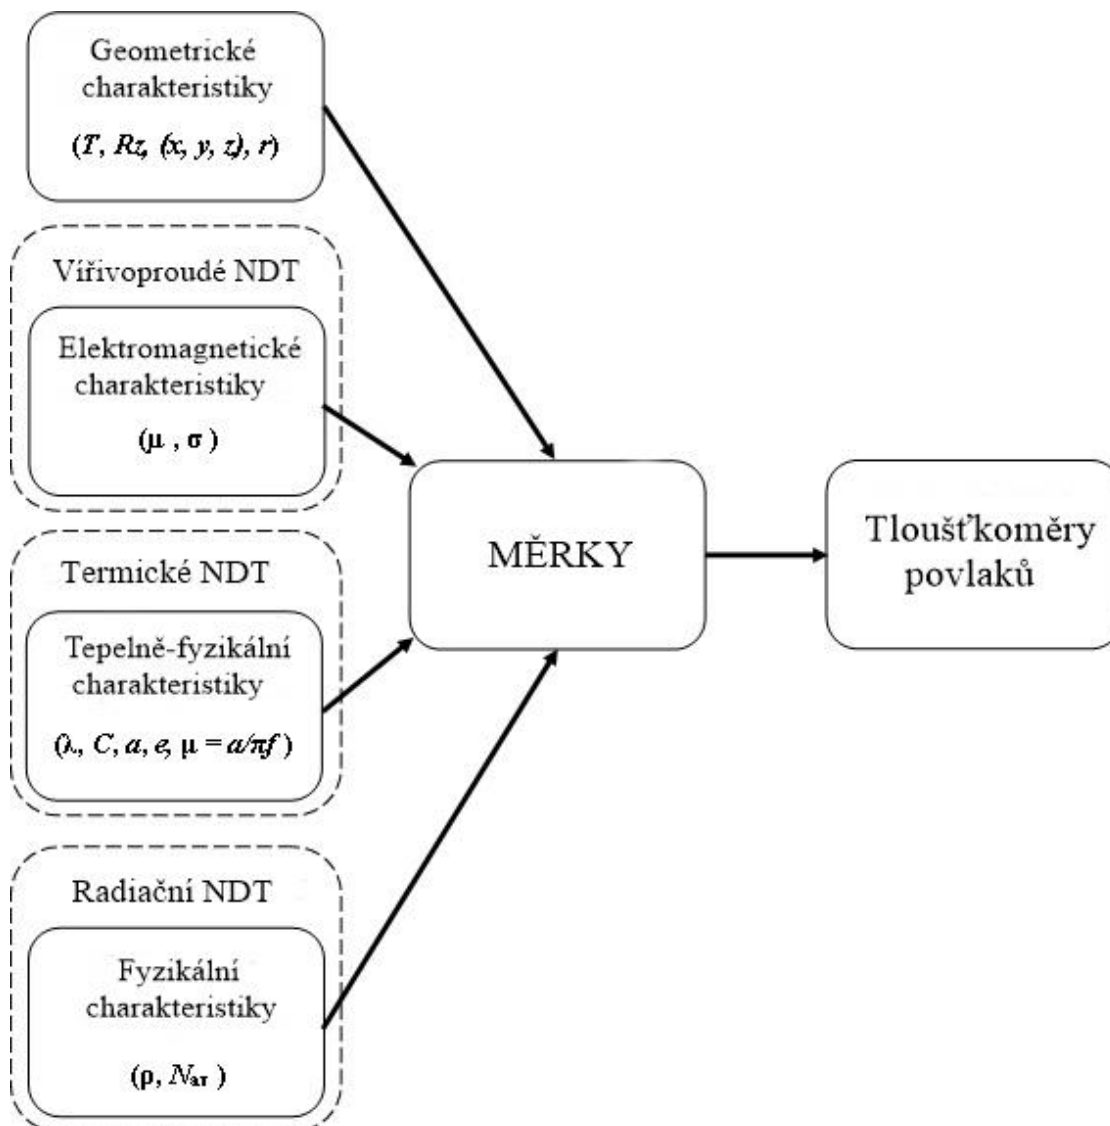 Geometrické
charakteristiky
(T, Rz, (x, y, z), r)
Vířivoproudé NDT
Elektromagnetické
charakteristiky
(μ , σ )
Termické NDT
Tepelně-fyzikální
charakteristiky
(λ, C, a, e, μ = a/πf )
Radiační NDT
Fyzikální
charakteristiky
(ρ, Nат )
MĚRKY
Tloušťkoměry
povlaků